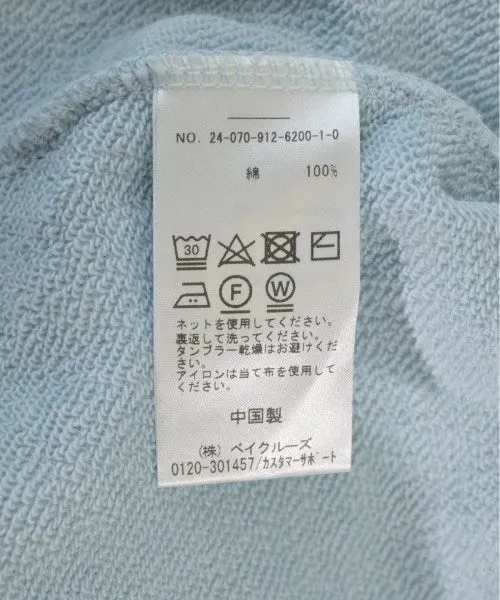 NO. 24-070-912-6200-1-0
綿 100%
30
F W
ネットを使用してください。
裏返して洗ってください。
タンブラー乾燥はお避けくだ
さい。
アイロンは当て布を使用して
ください。
中国製
(株) ベイクルーズ
0120-301457/カスタマーサポート